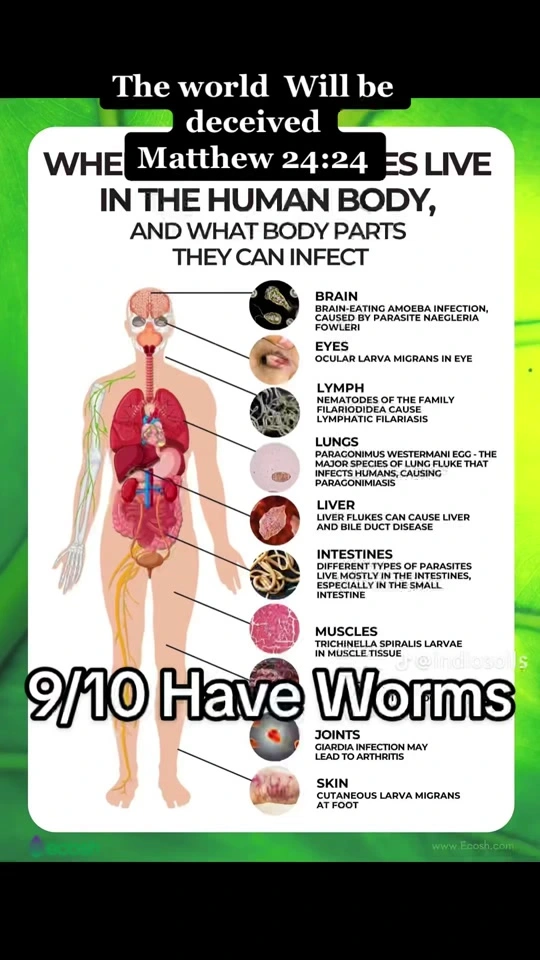 The world Will be
deceived
Matthew 24:24
LIVE
IN THE HUMAN BODY,
AND WHAT BODY PARTS
THEY CAN INFECT
BRAIN
BRAIN-EATING AMOEBA INFECTION,
CAUSED BY PARASITE NAEGLERIA
FOWLERI
EYES
OCULAR LARVA MIGRANS IN EYE
LYMPH
NEMATODES OF THE FAMILY
FILARIODIDEA CAUSE
LYMPHATIC FILARIASIS
LUNGS
PARAGONIMUS WESTERMANI EGG - THE
MAJOR SPECIES OF LUNG FLUKE THAT
INFECTS HUMANS, CAUSING
PARAGONIMIASIS
LIVER
LIVER FLUKES CAN CAUSE LIVER
AND BILE DUCT DISEASE
INTESTINES
DIFFERENT TYPES OF PARASITES
LIVE MOSTLY IN THE INTESTINES,
ESPECIALLY IN THE SMALL
INTESTINE
MUSCLES
TRICHINELLA SPIRALIS LARVAE
IN MUSCLE TISSUE
@indiosolis
9/10 Have Worms
JOINTS
GIARDIA INFECTION MAY
LEAD TO ARTHRITIS
SKIN
CUTANEOUS LARVA MIGRANS
AT FOOT
ecosh
www.Ecosh.com